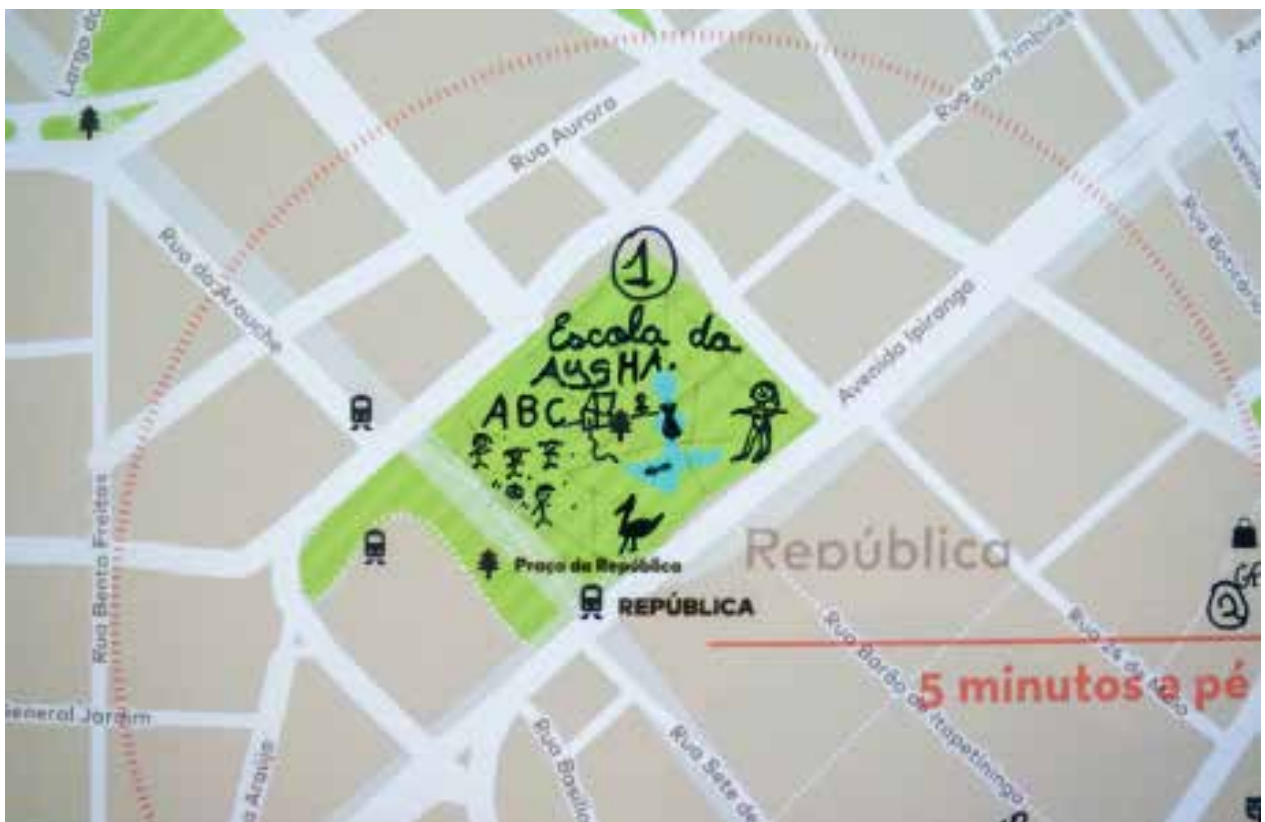 Largo do
Rua dos Timbiras
Rua Aurora
Rua do Arouche
1
Escola da
AYSHA.
ABC
Avenida Ipiranga
Rua Bento Freitas
Praça da República
República
REPÚBLICA
2
5 minutos a pé
Rua Barão de Itapetininga
General Jardim
Rua Sete de